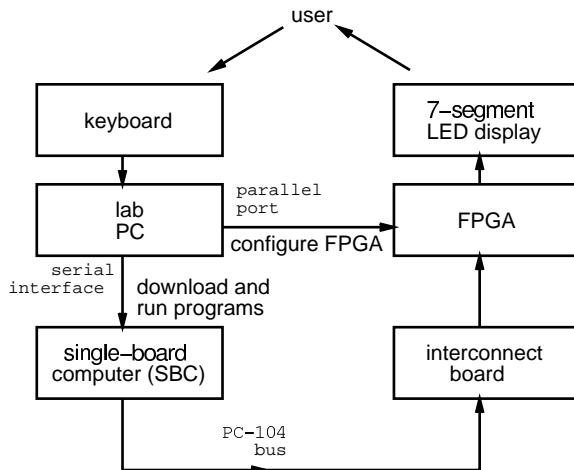 user
keyboard
7-segment
LED display
lab
PC
parallel
port
configure FPGA
FPGA
serial
interface
download and
run programs
single-board
computer (SBC)
interconnect
board
PC-104
bus